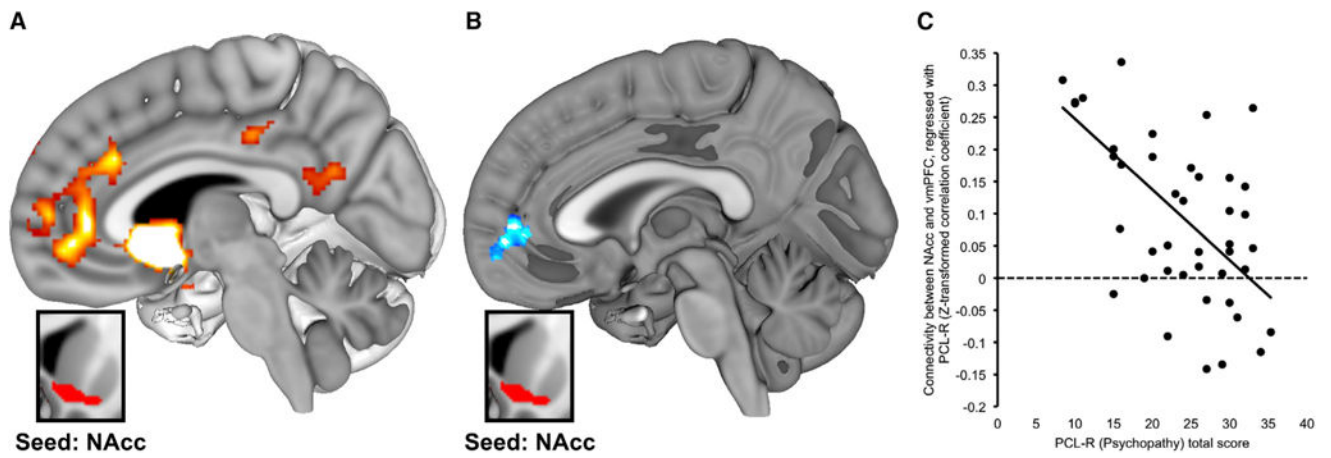 A
B
C
Seed: NAcc
Seed: NAcc
Connectivity between NAcc and vmPFC, regressed with
PCL-R (Z-transformed correlation coefficient)
0.35
0.3
0.25
0.2
0.15
0.1
0.05
0
-0.05
-0.1
-0.15
-0.2
0 5 10 15 20 25 30 35 40
PCL-R (Psychopathy) total score